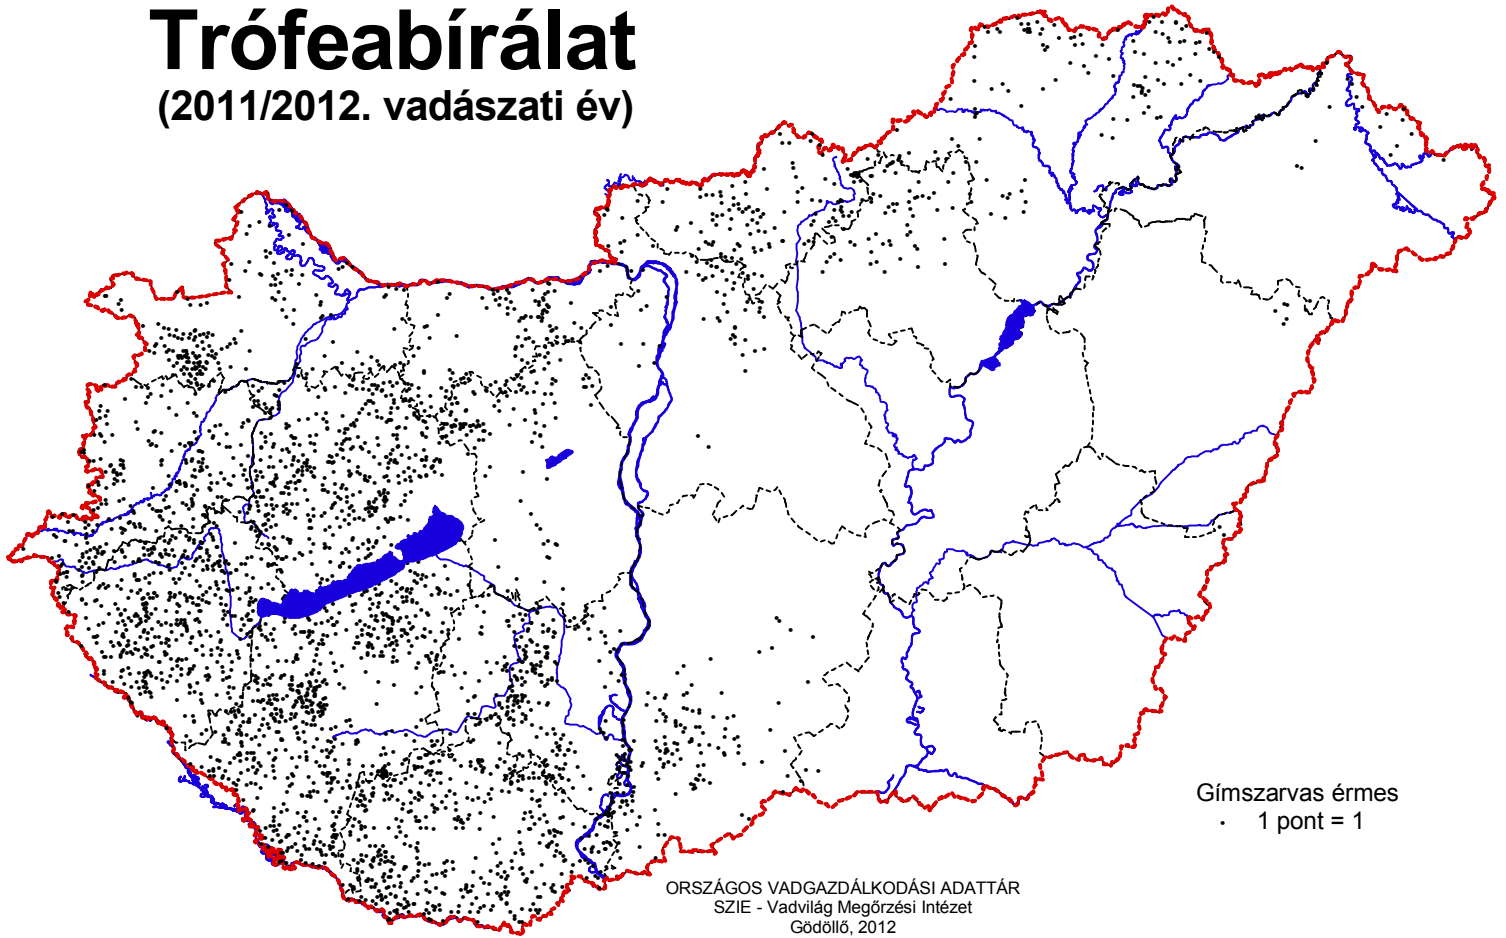 Trófeabírálat
(2011/2012. vadászati év)
Gímszarvas érmes
1 pont = 1
ORSZÁGOS VADGAZDÁLKODÁSI ADATTÁR
SZIE - Vadvilág Megőrzési Intézet
Gödöllő, 2012